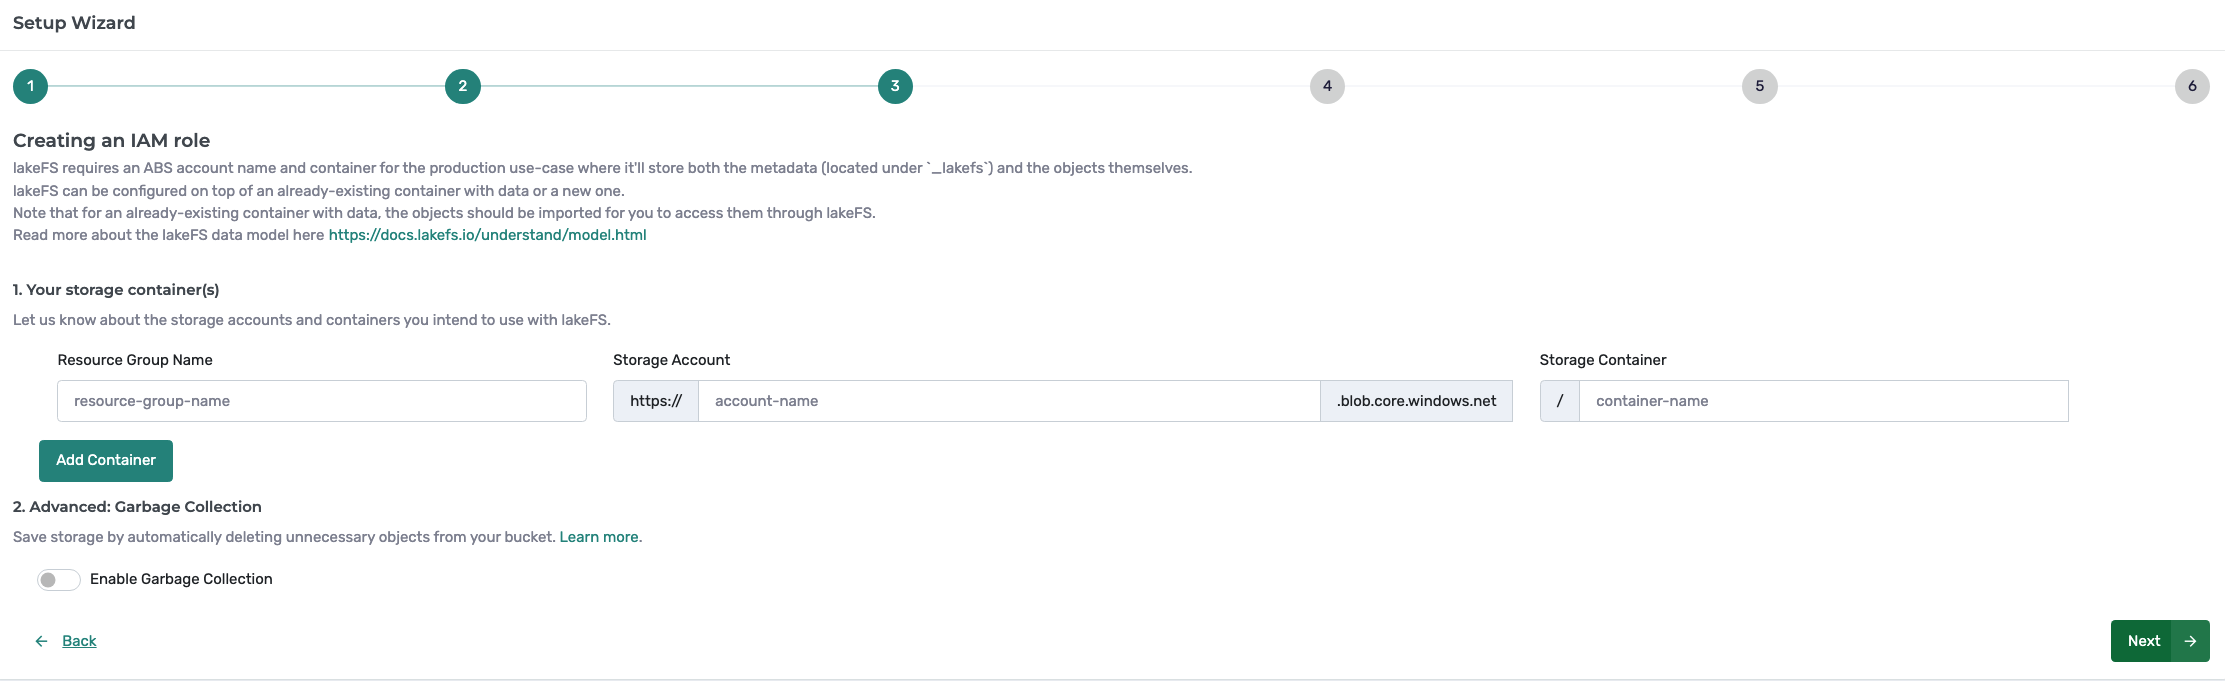 Setup Wizard
1 2 3 4 5 6
Creating an IAM role
lakeFS requires an ABS account name and container for the production use-case where it'll store both the metadata (located under `_lakefs`) and the objects themselves.
lakeFS can be configured on top of an already-existing container with data or a new one.
Note that for an already-existing container with data, the objects should be imported for you to access them through lakeFS.
Read more about the lakeFS data model here https://docs.lakefs.io/understand/model.html
1. Your storage container(s)
Let us know about the storage accounts and containers you intend to use with lakeFS.
Resource Group Name Storage Account Storage Container
resource-group-name https:// account-name .blob.core.windows.net / container-name
Add Container
2. Advanced: Garbage Collection
Save storage by automatically deleting unnecessary objects from your bucket. Learn more.
Enable Garbage Collection
← Back Next →